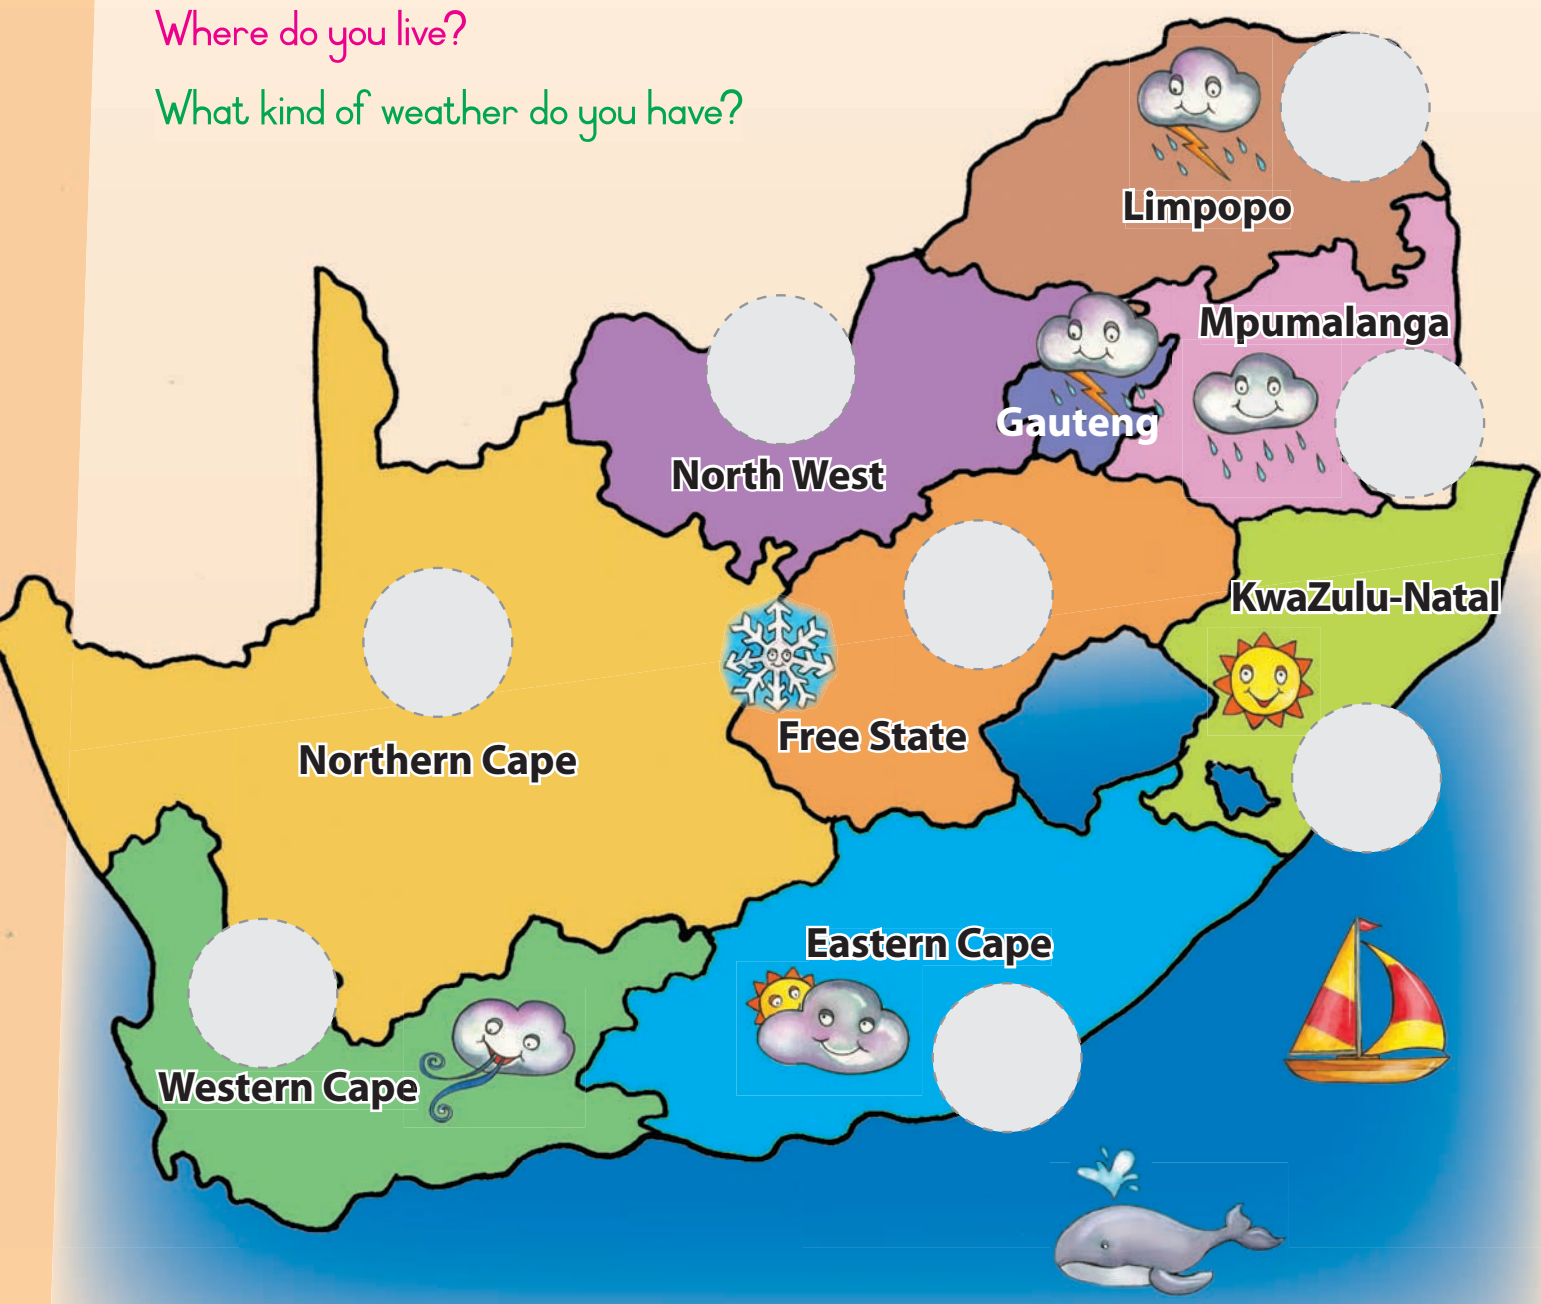 Where do you live?
What kind of weather do you have?
Limpopo
Mpumalanga
Gauteng
North West
KwaZulu-Natal
Free State
Northern Cape
Eastern Cape
Western Cape